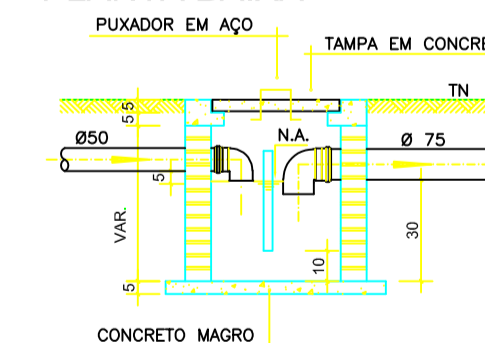 PUXADOR EM AÇO
TAMPA EM CONCRE
TN
5
5
Ø50
N.A.
Ø 75
5
VAR.
30
10
5
CONCRETO MAGRO